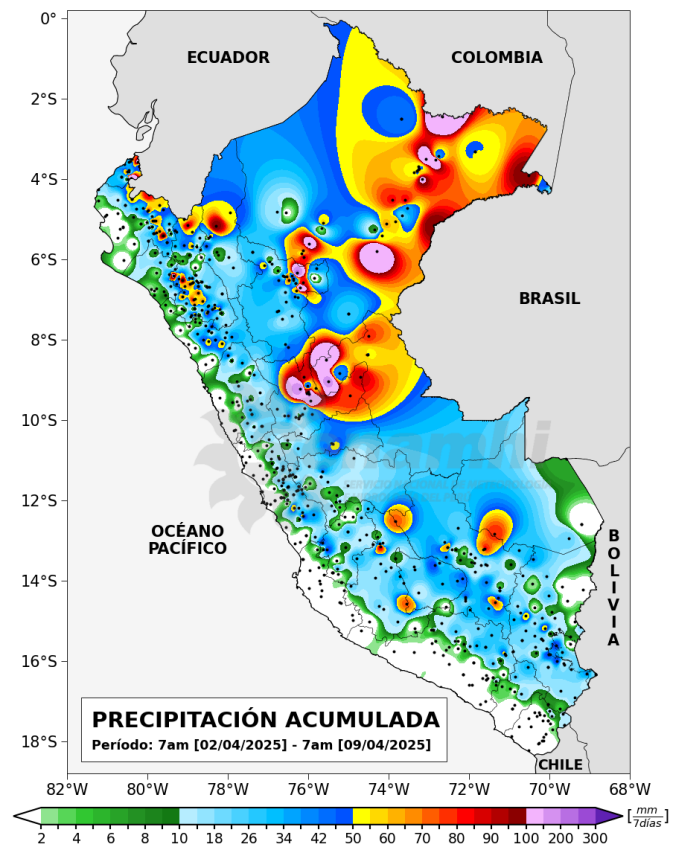 0°
2°S
4°S
6°S
8°S
10°S
12°S
14°S
16°S
18°S
ECUADOR
COLOMBIA
BRASIL
OCÉANO
PACÍFICO
B
O
L
I
V
I
A
CHILE
PRECIPITACIÓN ACUMULADA
Período: 7am [02/04/2025] - 7am [09/04/2025]
82°W 80°W 78°W 76°W 74°W 72°W 70°W 68°W
2 4 6 8 10 18 26 34 42 50 60 70 80 90 100 200 300
[mm/7días]